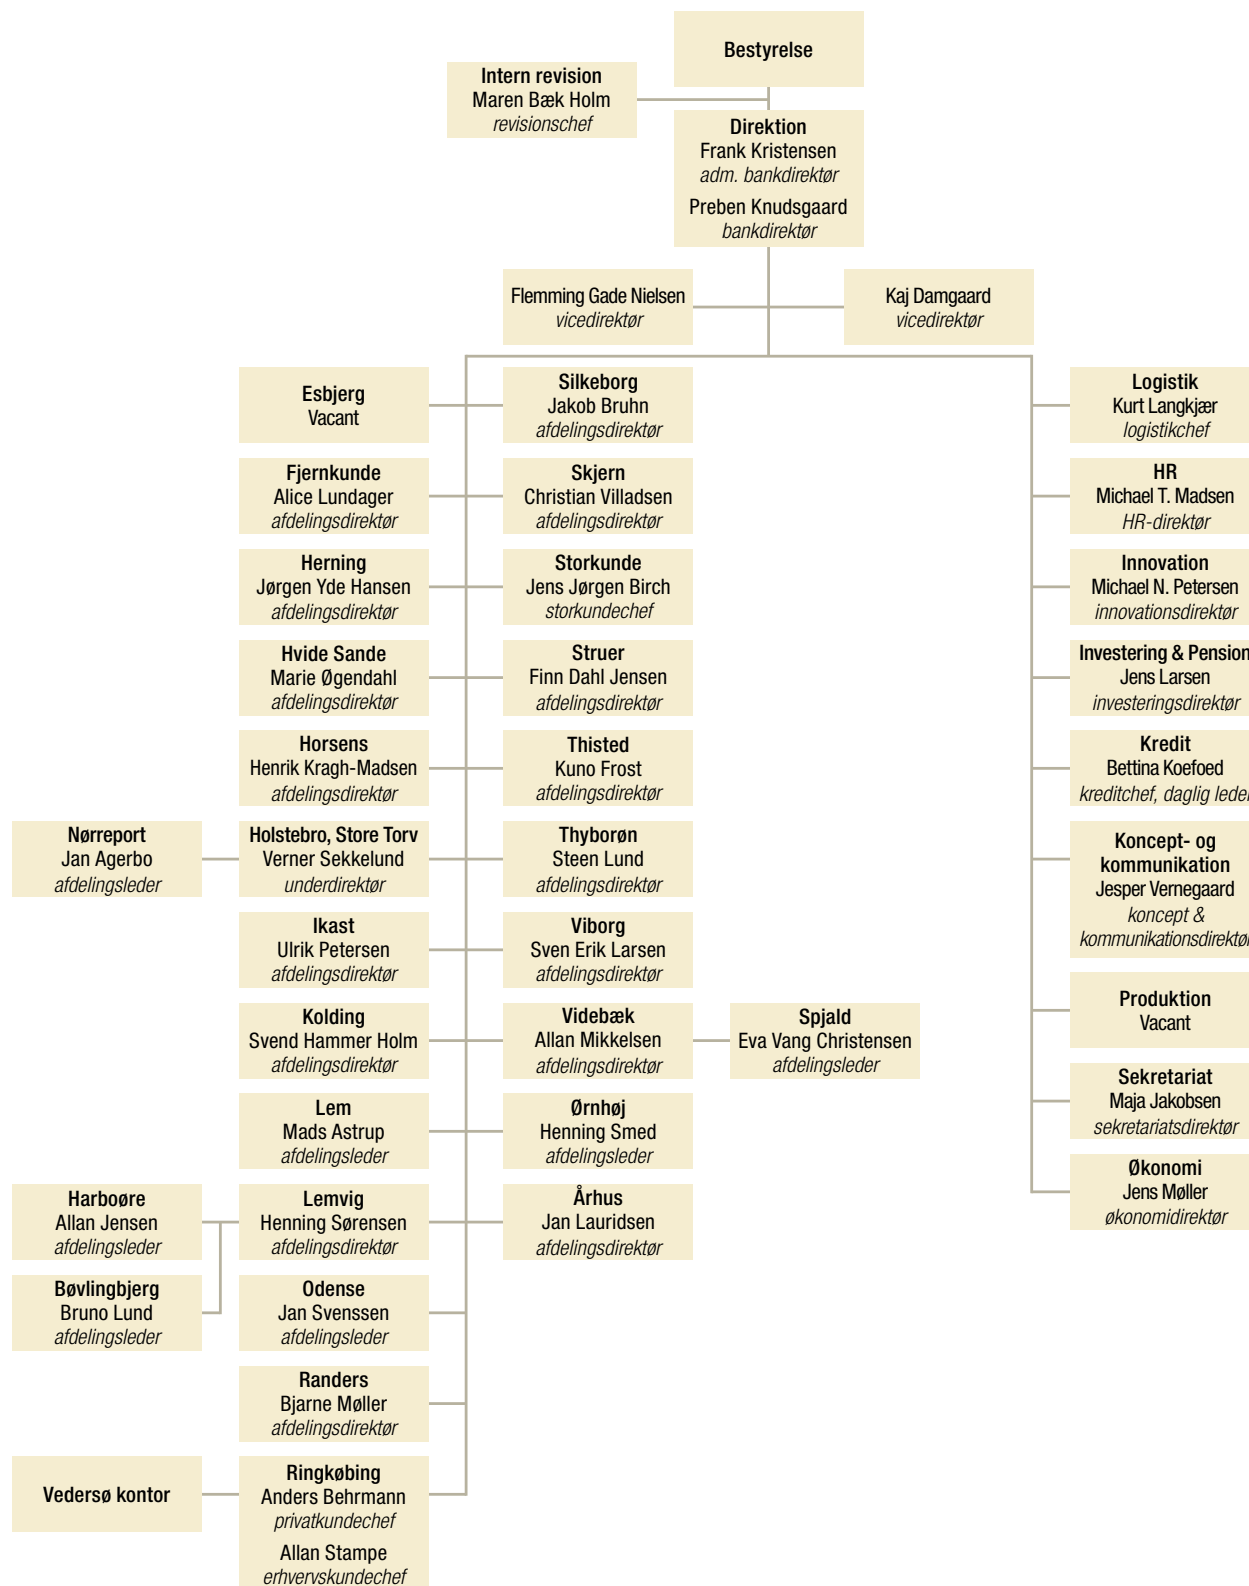 Bestyrelse
Intern revision
Maren Bæk Holm
revisionschef
Direktion
Frank Kristensen
adm. bankdirektør
Preben Knudsgaard
bankdirektør
Flemming Gade Nielsen
vicedirektør
Kaj Damgaard
vicedirektør
Esbjerg
Vacant
Silkeborg
Jakob Bruhn
afdelingsdirektør
Logistik
Kurt Langkjær
logistikchef
Fjernkunde
Alice Lundager
afdelingsdirektør
Skjern
Christian Villadsen
afdelingsdirektør
HR
Michael T. Madsen
HR-direktør
Herning
Jørgen Yde Hansen
afdelingsdirektør
Storkunde
Jens Jørgen Birch
storkundechef
Innovation
Michael N. Petersen
innovationsdirektør
Hvide Sande
Marie Øgendahl
afdelingsdirektør
Struer
Finn Dahl Jensen
afdelingsdirektør
Investering & Pension
Jens Larsen
investeringsdirektør
Horsens
Henrik Kragh-Madsen
afdelingsdirektør
Thisted
Kuno Frost
afdelingsdirektør
Kredit
Bettina Koefoed
kreditchef, daglig leder
Nørreport
Jan Agerbo
afdelingsleder
Holstebro, Store Torv
Verner Sekkelund
underdirektør
Thyborøn
Steen Lund
afdelingsdirektør
Koncept- og
kommunikation
Jesper Vernegaard
koncept &
kommunikationsdirektør
Ikast
Ulrik Petersen
afdelingsdirektør
Viborg
Sven Erik Larsen
afdelingsdirektør
Produktion
Vacant
Kolding
Svend Hammer Holm
afdelingsdirektør
Videbæk
Allan Mikkelsen
afdelingsdirektør
Spjald
Eva Vang Christensen
afdelingsleder
Sekretariat
Maja Jakobsen
sekretariatsdirektør
Lem
Mads Astrup
afdelingsleder
Ørnhøj
Henning Smed
afdelingsleder
Økonomi
Jens Møller
økonomidirektør
Harboøre
Allan Jensen
afdelingsleder
Lemvig
Henning Sørensen
afdelingsdirektør
Århus
Jan Lauridsen
afdelingsdirektør
Bøvlingbjerg
Bruno Lund
afdelingsleder
Odense
Jan Svenssen
afdelingsleder
Randers
Bjarne Møller
afdelingsdirektør
Vedersø kontor
Ringkøbing
Anders Behrmann
privatkundechef
Allan Stampe
erhvervskundechef